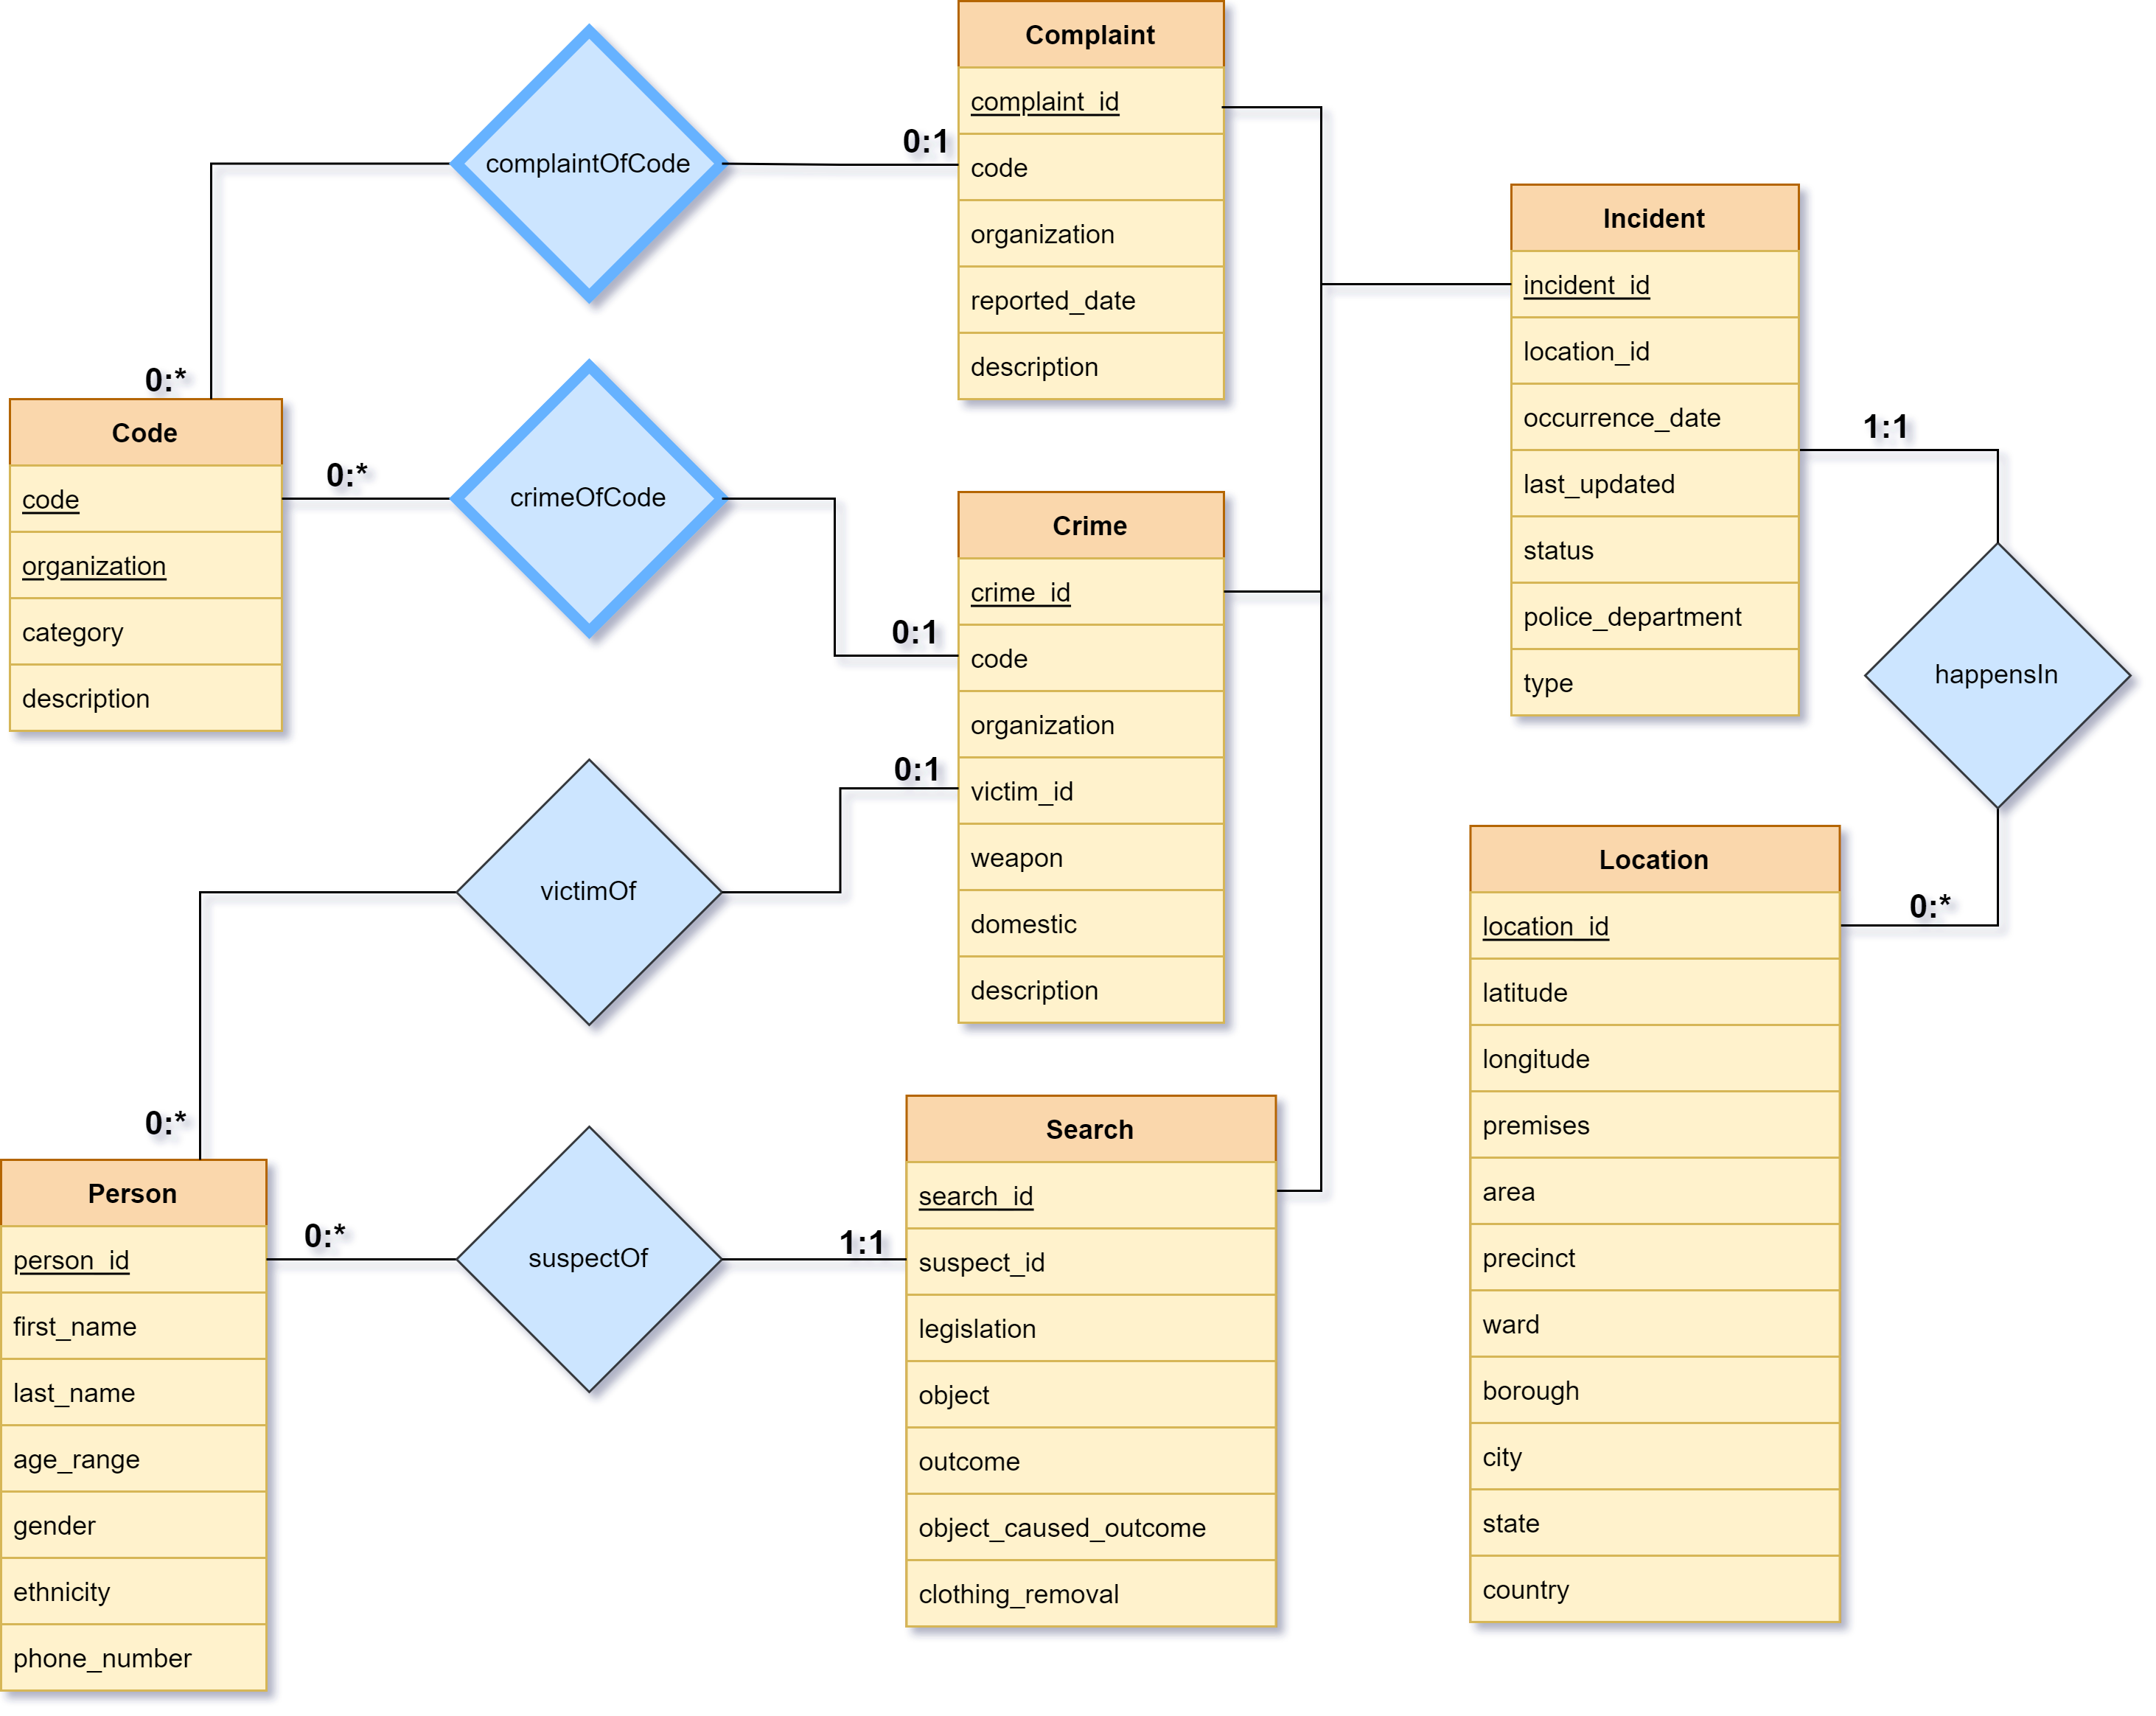 Complaint
complaint_id
code
organization
reported_date
description
complaintOfCode
0:1
0:*
Code
code
organization
category
description
0:*
crimeOfCode
0:1
Crime
crime_id
code
organization
victim_id
weapon
domestic
description
0:1
victimOf
0:*
Person
person_id
first_name
last_name
age_range
gender
ethnicity
phone_number
0:*
suspectOf
1:1
Search
search_id
suspect_id
legislation
object
outcome
object_caused_outcome
clothing_removal
Incident
incident_id
location_id
occurrence_date
last_updated
status
police_department
type
1:1
happensIn
0:*
Location
location_id
latitude
longitude
premises
area
precinct
ward
borough
city
state
country